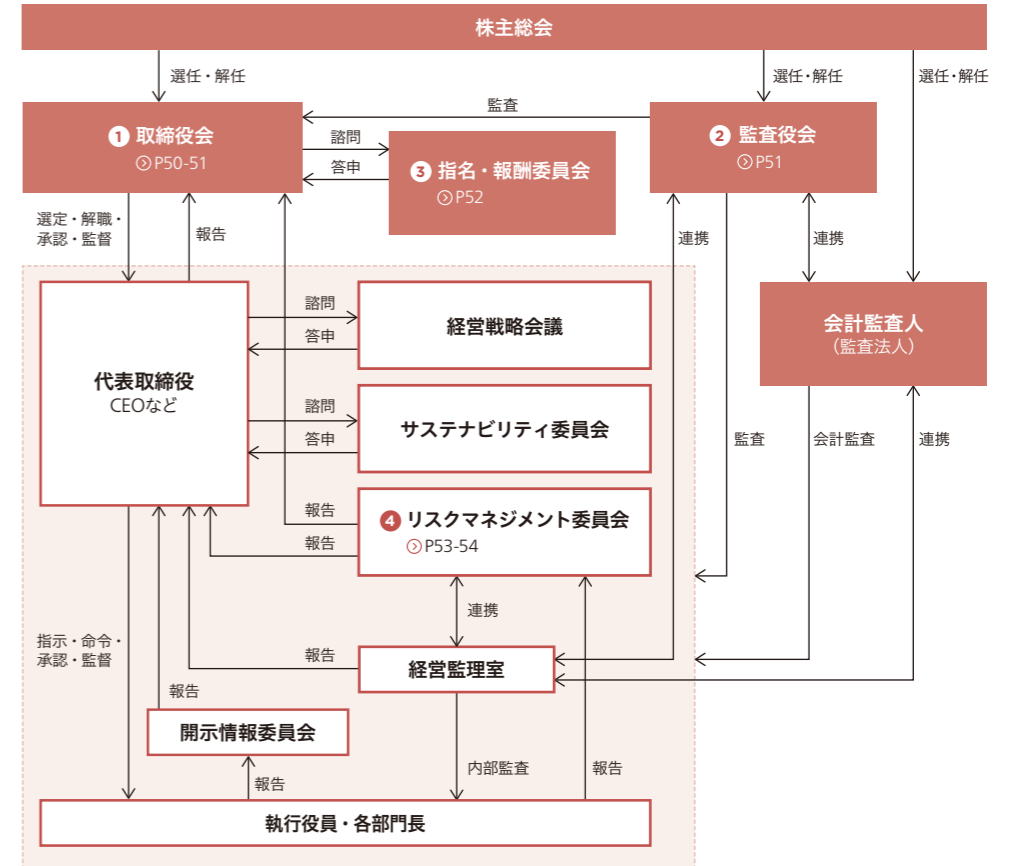 株主総会
選任・解任
選任・解任
選任・解任
監査
1 取締役会
P50-51
諮問
答申
3 指名・報酬委員会
P52
2 監査役会
P51
選定・解職・
承認・監督
報告
連携
連携
会計監査人
（監査法人）
代表取締役
CEOなど
諮問
答申
経営戦略会議
諮問
答申
サステナビリティ委員会
監査
会計監査
連携
報告
報告
4 リスクマネジメント委員会
P53-54
連携
指示・命令・
承認・監督
報告
経営監理室
報告
開示情報委員会
報告
内部監査
報告
執行役員・各部門長